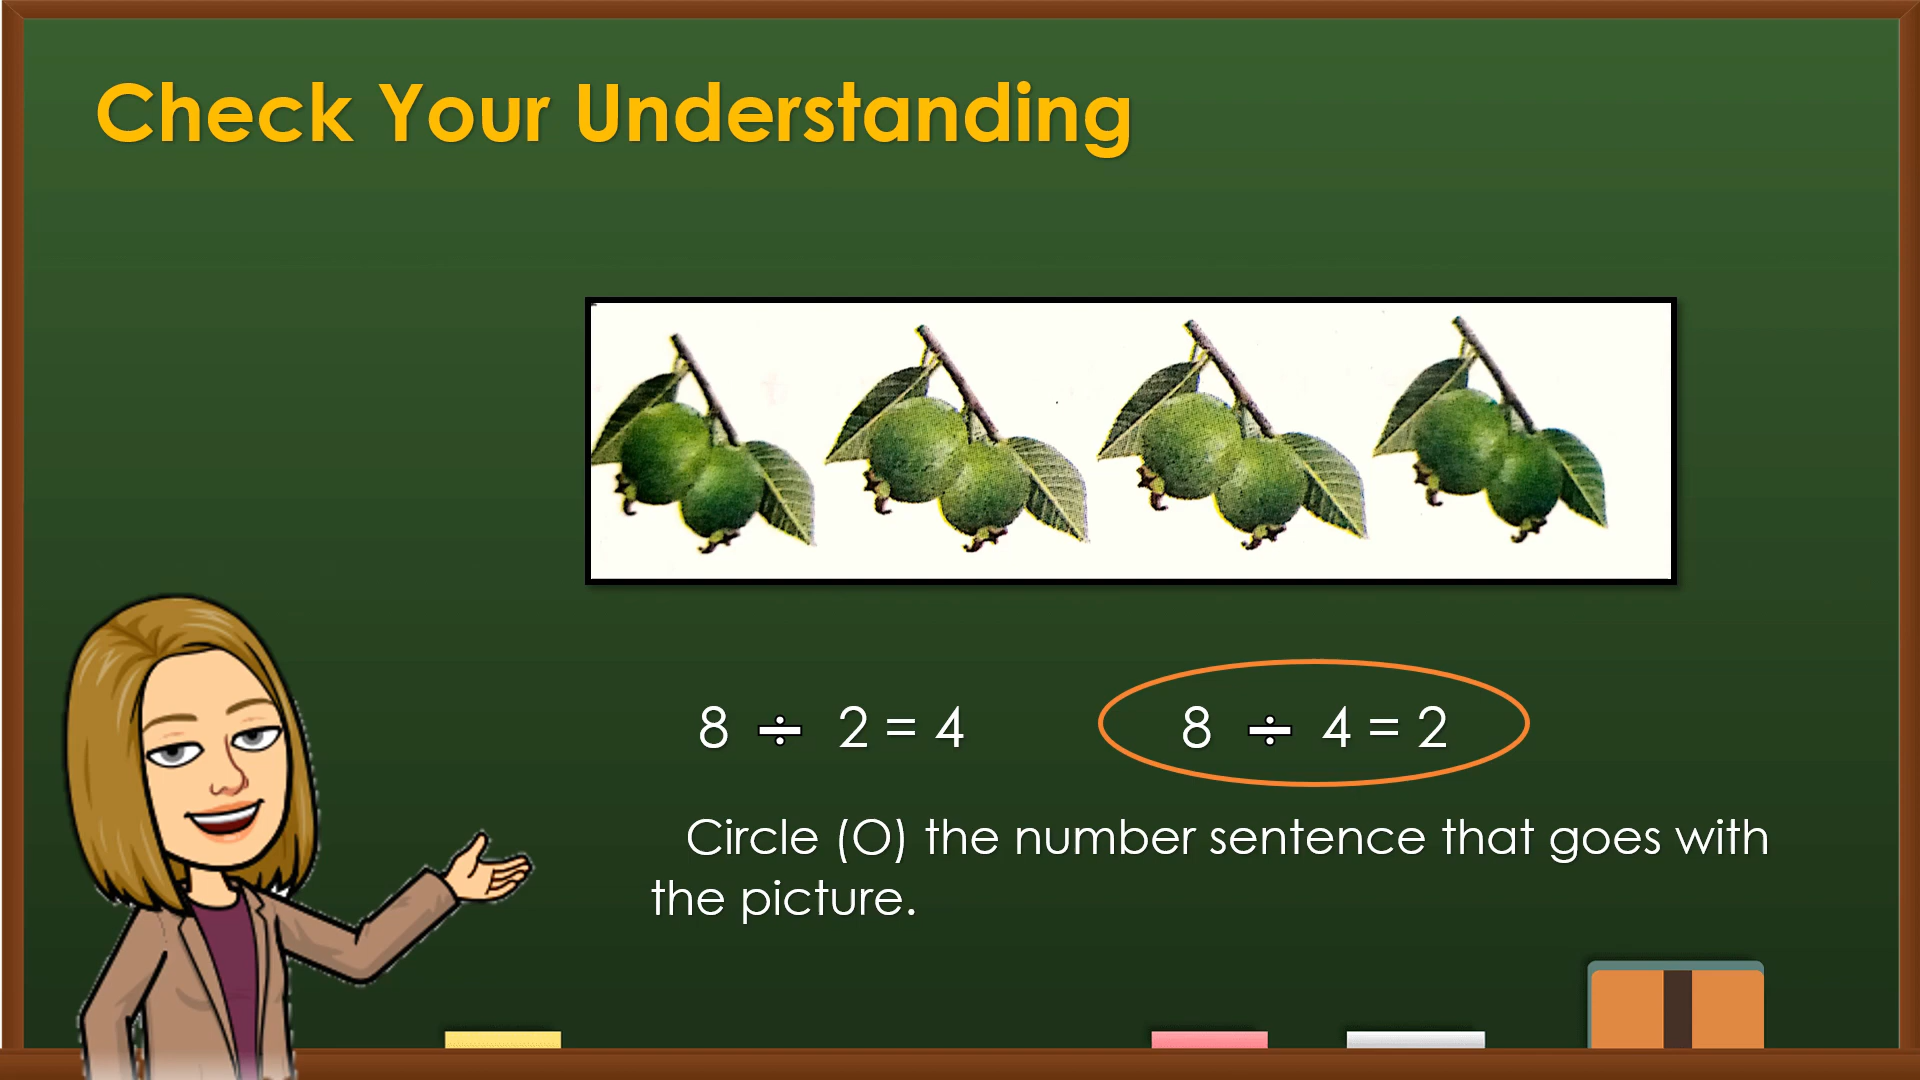 Check Your Understanding
8 ÷ 2 = 4
8 ÷ 4 = 2
Circle (O) the number sentence that goes with
the picture.